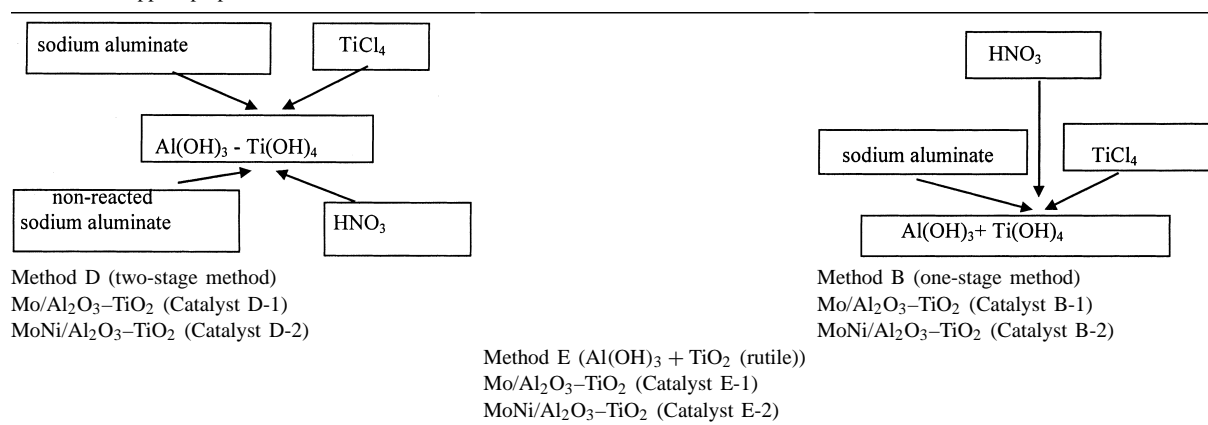 sodium aluminate
TiCl₄
Al(OH)₃ - Ti(OH)₄
non-reacted
sodium aluminate
HNO₃
Method D (two-stage method)
Mo/Al₂O₃–TiO₂ (Catalyst D-1)
MoNi/Al₂O₃–TiO₂ (Catalyst D-2)
HNO₃
sodium aluminate
TiCl₄
Al(OH)₃+ Ti(OH)₄
Method B (one-stage method)
Mo/Al₂O₃–TiO₂ (Catalyst B-1)
MoNi/Al₂O₃–TiO₂ (Catalyst B-2)
Method E (Al(OH)₃ + TiO₂ (rutile))
Mo/Al₂O₃–TiO₂ (Catalyst E-1)
MoNi/Al₂O₃–TiO₂ (Catalyst E-2)